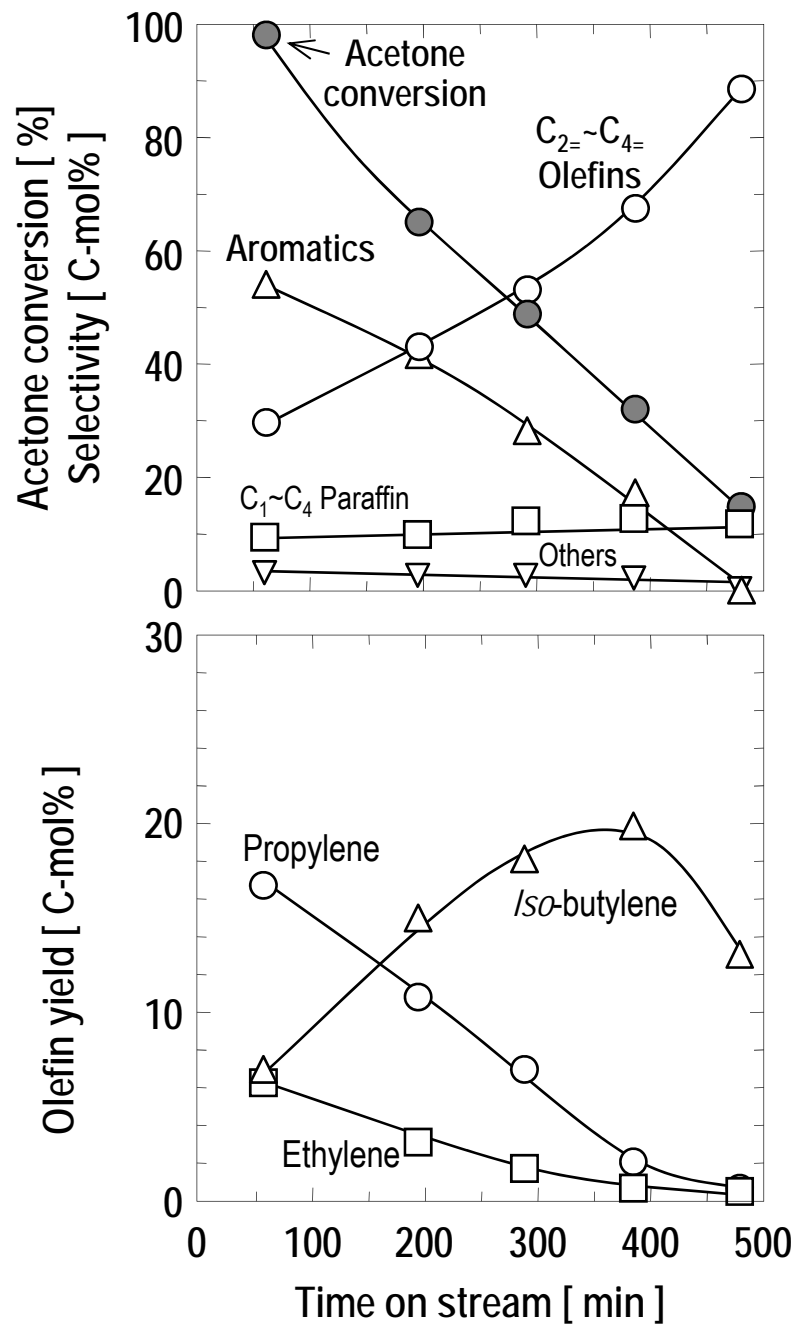 Acetone conversion [ %]
Selectivity [ C-mol% ]
100
80
60
40
20
0
Acetone
conversion
C2=~C4=
Olefins
Aromatics
C1~C4 Paraffin
Others
Olefin yield [ C-mol% ]
30
20
10
0
Propylene
Iso-butylene
Ethylene
0 100 200 300 400 500
Time on stream [ min ]